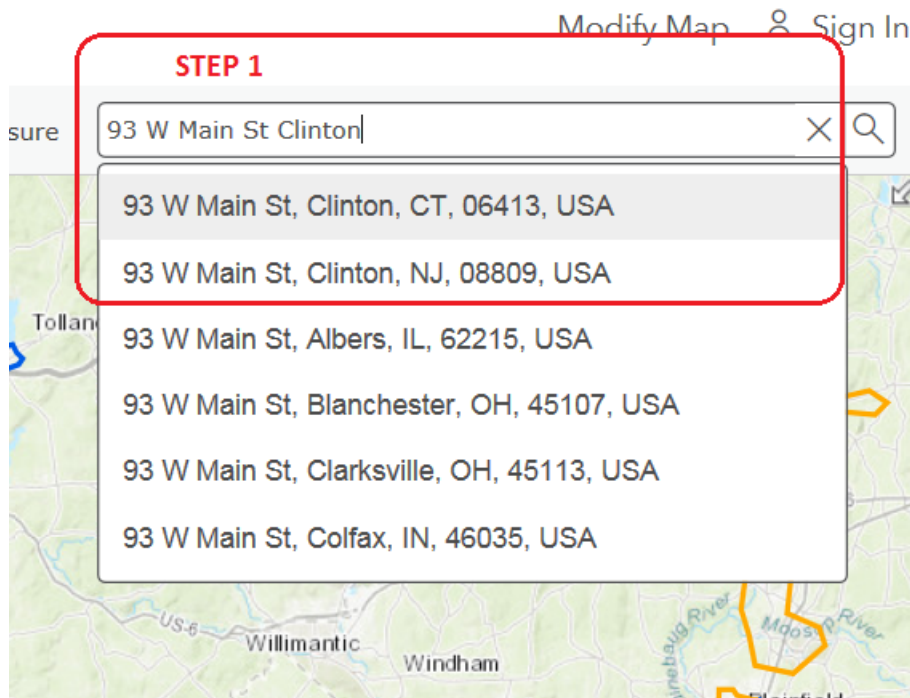 Modify Map Sign In
STEP 1
sure 93 W Main St Clinton
93 W Main St, Clinton, CT, 06413, USA
93 W Main St, Clinton, NJ, 08809, USA
Tollan
93 W Main St, Albers, IL, 62215, USA
93 W Main St, Blanchester, OH, 45107, USA
93 W Main St, Clarksville, OH, 45113, USA
93 W Main St, Colfax, IN, 46035, USA
US-6
Willimantic
Windham
nebaug River
Moosup River
Plainfield